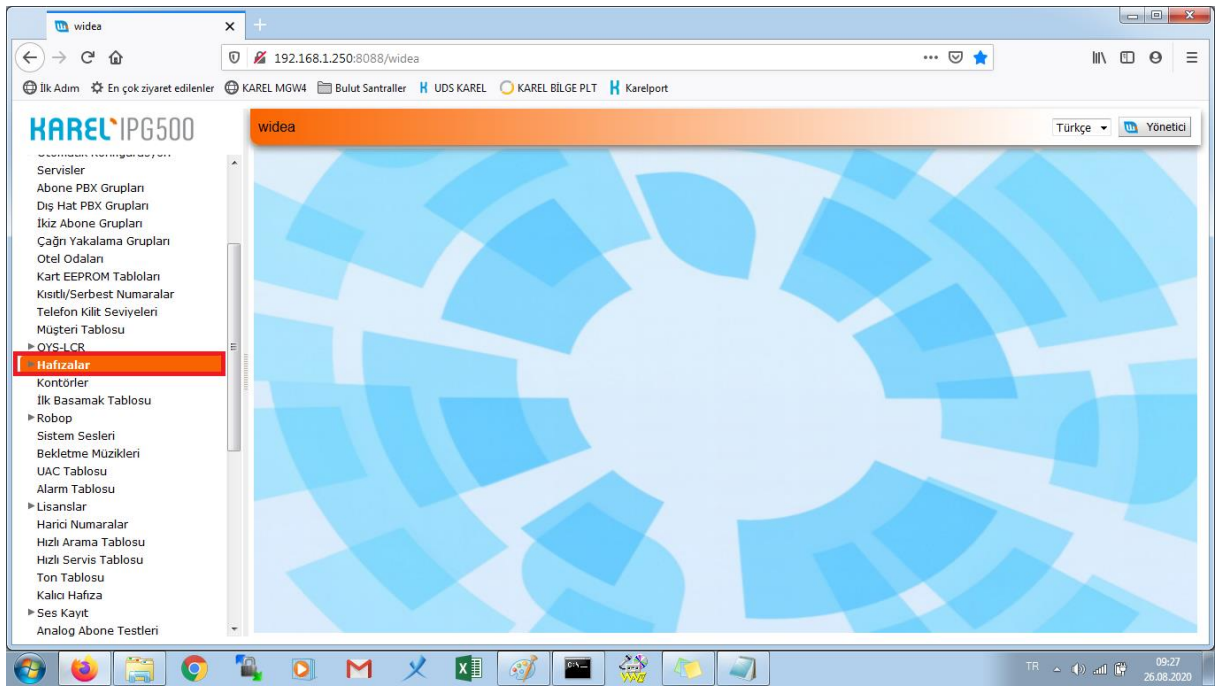 widea
192.168.1.250:8088/widea
İlk Adım En çok ziyaret edilenler KAREL MGW4 Bulut Santraller UDS KAREL KAREL BİLGE PLT Karelport
KAREL IPG500
widea
Türkçe Yönetici
Otomatik Konfigürasyon
Servisler
Abone PBX Grupları
Dış Hat PBX Grupları
İkiz Abone Grupları
Çağrı Yakalama Grupları
Otel Odaları
Kart EEPROM Tabloları
Kısıtlı/Serbest Numaralar
Telefon Kilit Seviyeleri
Müşteri Tablosu
OYS-LCR
Hafızalar
Kontörler
İlk Basamak Tablosu
Robop
Sistem Sesleri
Bekletme Müzikleri
UAC Tablosu
Alarm Tablosu
Lisanslar
Harici Numaralar
Hızlı Arama Tablosu
Hızlı Servis Tablosu
Ton Tablosu
Kalıcı Hafıza
Ses Kayıt
Analog Abone Testleri
TR 09:27
26.08.2020